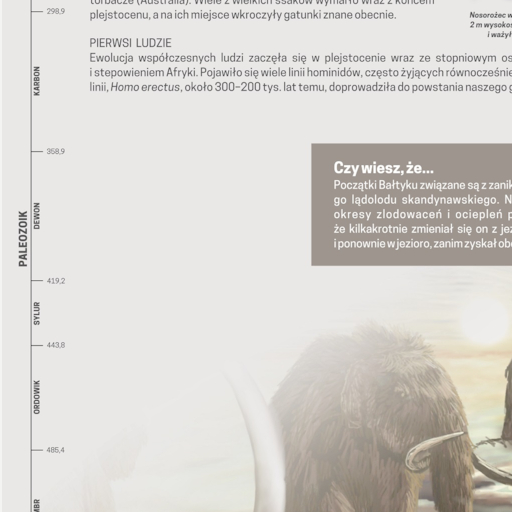 torbacze (Australia). Wiele z wielkich ssaków wymarło wraz z końcem
plejstocenu, a na ich miejsce wkroczyły gatunki znane obecnie.
Nosorożec w
2 m wysokoś
i ważył
PIERWSI LUDZIE
Ewolucja współczesnych ludzi zaczęła się w plejstocenie wraz ze stopniowym os
i stepowieniem Afryki. Pojawiło się wiele linii hominidów, często żyjących równocześnie
linii, Homo erectus, około 300–200 tys. lat temu, doprowadziła do powstania naszego g
Czy wiesz, że...
Początki Bałtyku związane są z zanik
go lądolodu skandynawskiego. N
okresy zlodowaceń i ociepleń p
że kilkakrotnie zmieniał się on z jez
i ponownie w jezioro, zanim zyskał obe
298,9
KARBON
358,9
PALEOZOIK
DEWON
419,2
SYLUR
443,8
ORDOWIK
485,4
MBR